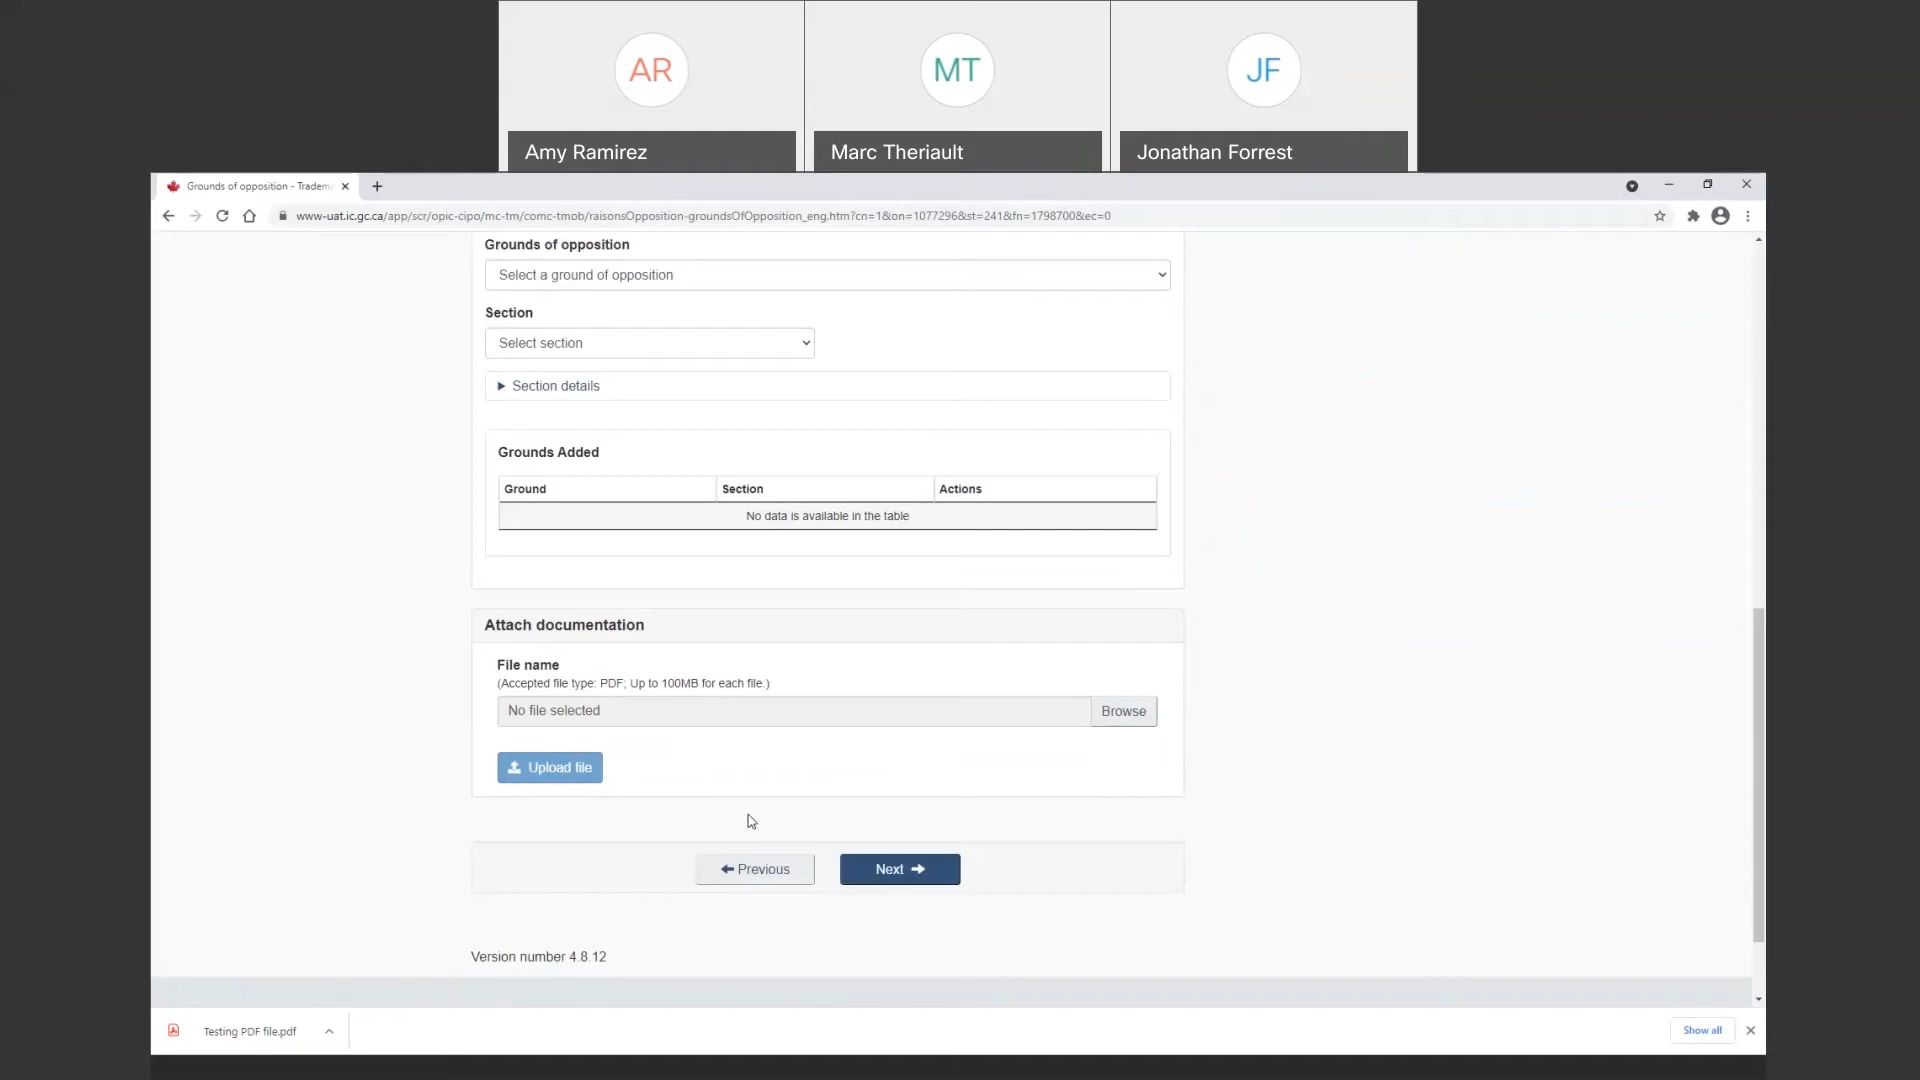 AR
MT
JF
Amy Ramirez
Marc Theriault
Jonathan Forrest
Grounds of opposition - Tradem
www-uat.ic.gc.ca/app/scr/opic-cipo/mc-tm/comc-tmob/raisonsOpposition-groundsOfOpposition_eng.htm?cn=1&on=1077296&st=241&fn=1798700&ec=0
Grounds of opposition
Select a ground of opposition
Section
Select section
Section details
Grounds Added
Ground Section Actions
No data is available in the table
Attach documentation
File name
(Accepted file type: PDF; Up to 100MB for each file.)
No file selected
Browse
Upload file
Previous
Next
Version number 4.8.12
Testing PDF file.pdf
Show all